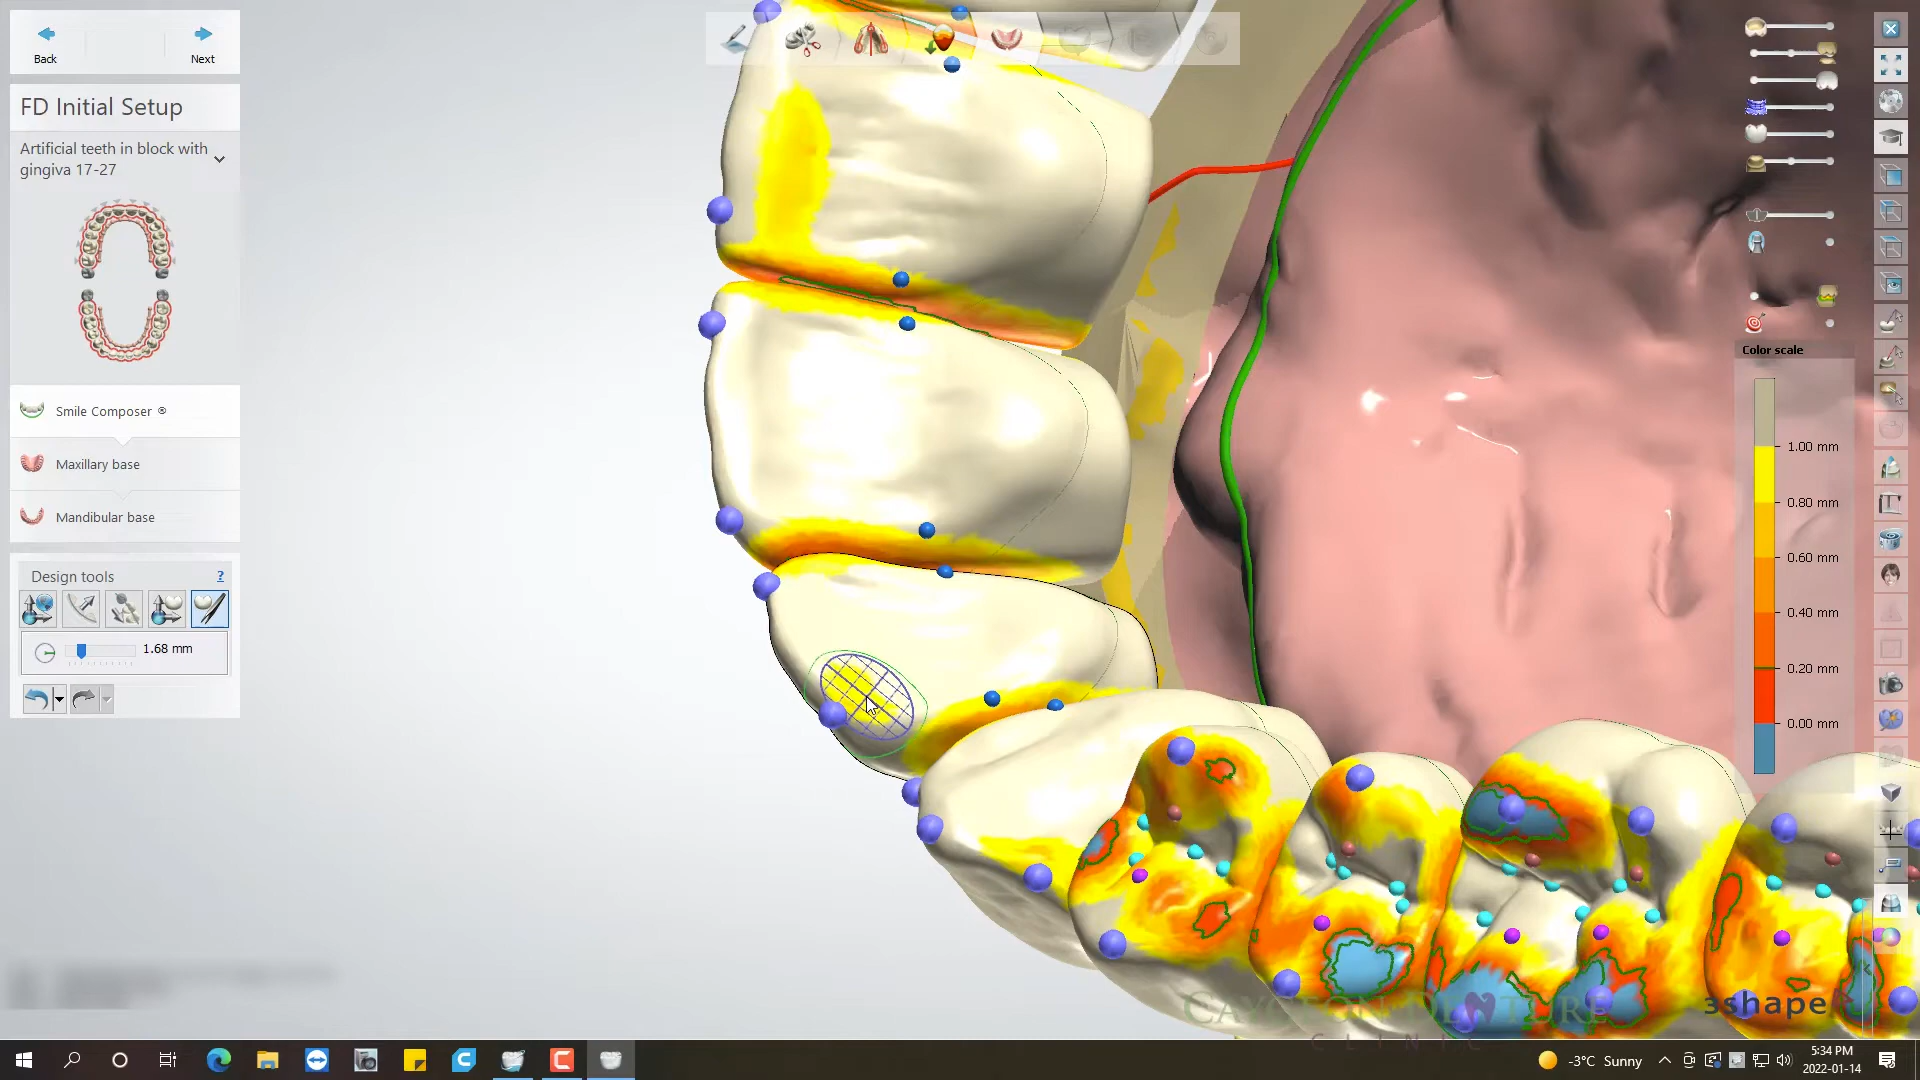 Back
Next
FD Initial Setup
Artificial teeth in block with
gingiva 17-27
Smile Composer ®
Maxillary base
Mandibular base
Design tools
?
1.68 mm
Color scale
1.00 mm
0.80 mm
0.60 mm
0.40 mm
0.20 mm
0.00 mm
3shape
CLINIC
-3°C Sunny
5:34 PM
2022-01-14